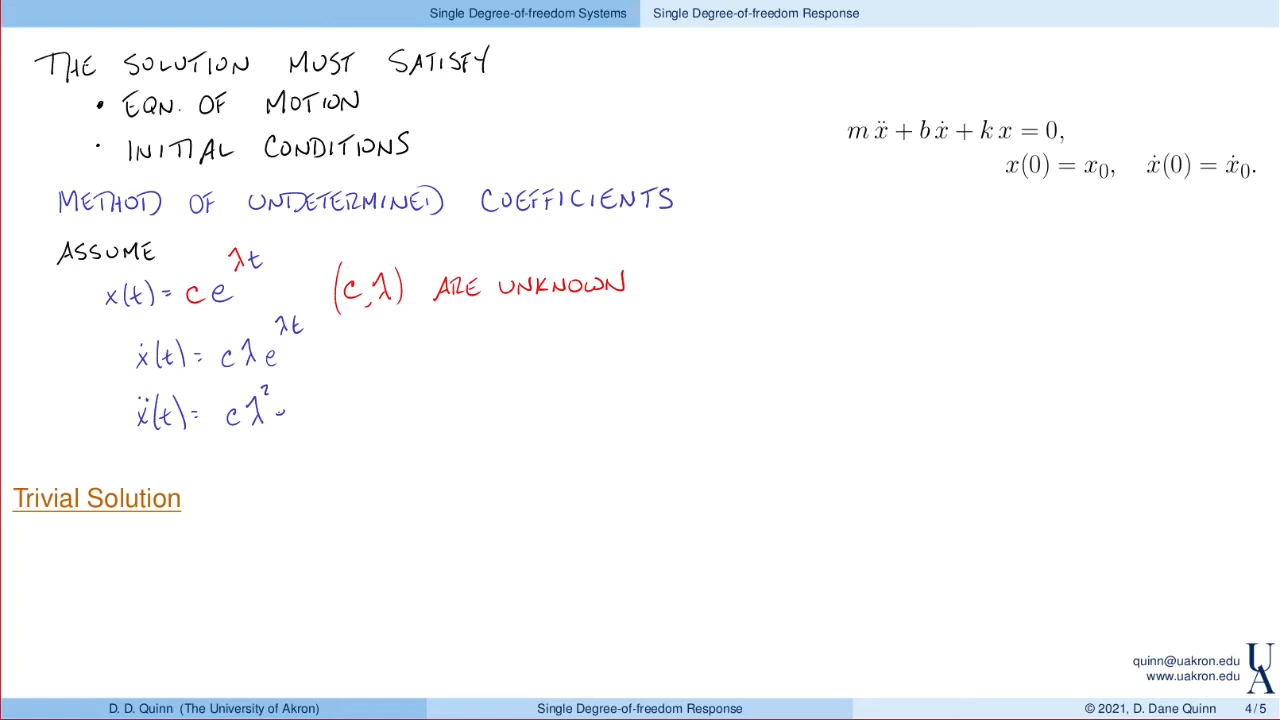 Single Degree-of-freedom Systems Single Degree-of-freedom Response
THE SOLUTION MUST SATISFY
• EQN. OF MOTION
• INITIAL CONDITIONS
m ẍ + b ẋ + k x = 0,
x(0) = x₀, ẋ(0) = ẋ₀.
METHOD OF UNDETERMINED COEFFICIENTS
ASSUME
x(t) = c e^λt (c, λ) ARE UNKNOWN
ẋ(t) = c λ e^λt
ẍ(t) = c λ²
Trivial Solution
quinn@uakron.edu
www.uakron.edu
UA
D. D. Quinn (The University of Akron) Single Degree-of-freedom Response © 2021, D. Dane Quinn 4 / 5